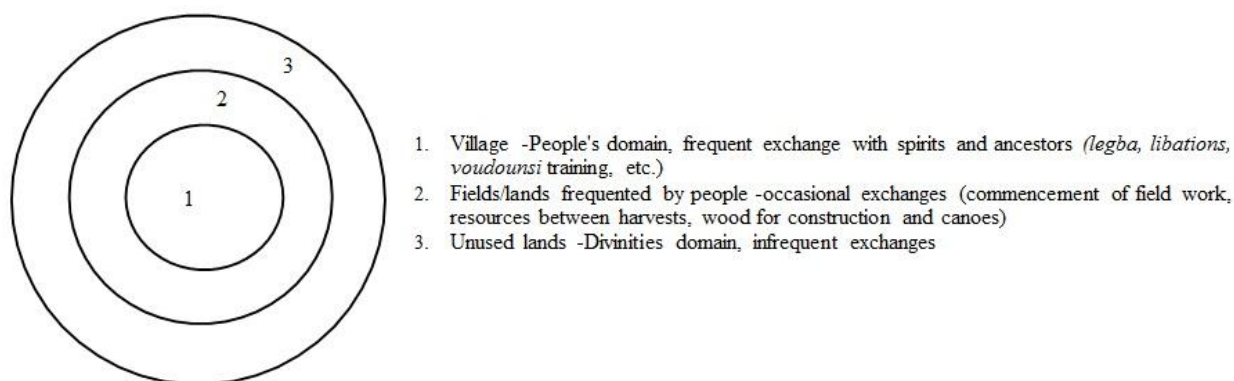 3
2
1
1. Village -People's domain, frequent exchange with spirits and ancestors (legba, libations,
voudounsi training, etc.)
2. Fields/lands frequented by people -occasional exchanges (commencement of field work,
resources between harvests, wood for construction and canoes)
3. Unused lands -Divinities domain, infrequent exchanges